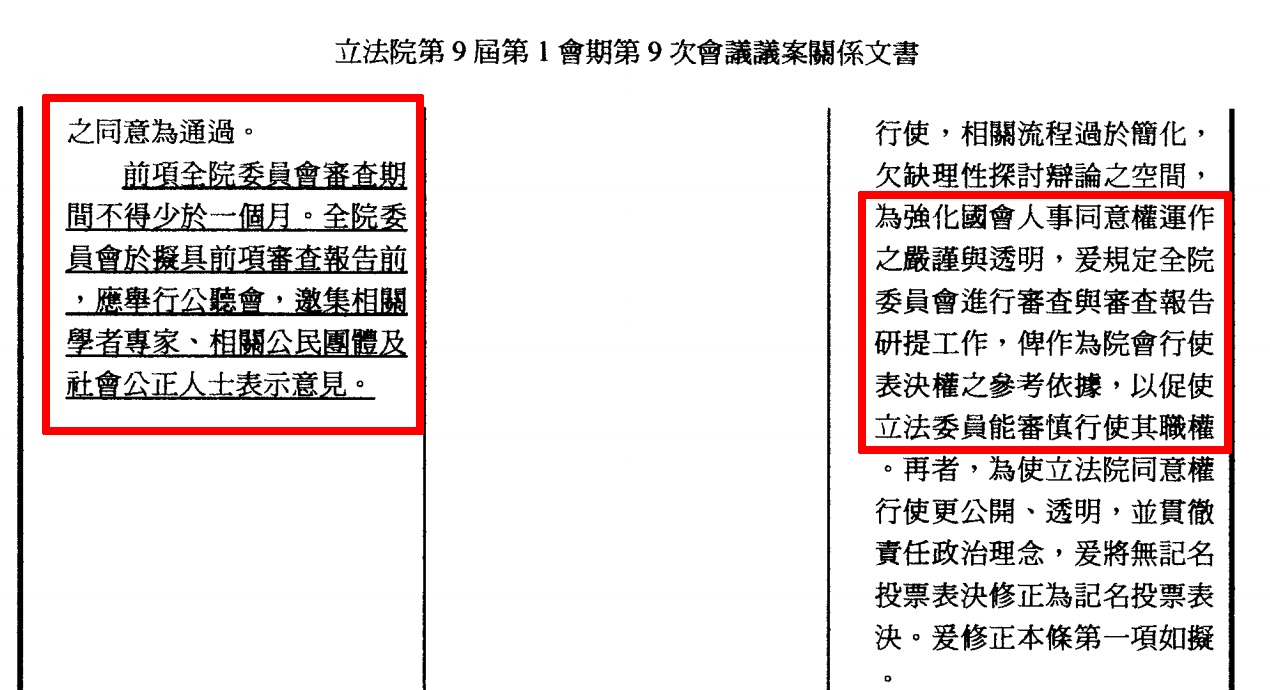 立法院第9屆第1會期第9次會議議案關係文書
之同意為通過。
前項全院委員會審查期
間不得少於一個月。全院委
員會於擬具前項審查報告前
,應舉行公聽會,邀集相關
學者專家、相關公民團體及
社會公正人士表示意見。
行使,相關流程過於簡化,
欠缺理性探討辯論之空間,
為強化國會人事同意權運作
之嚴謹與透明,爰規定全院
委員會進行審查與審查報告
研提工作,俾作為院會行使
表決權之參考依據,以促使
立法委員能審慎行使其職權
。再者,為使立法院同意權
行使更公開、透明,並貫徹
責任政治理念,爰將無記名
投票表決修正為記名投票表
決。爰修正本條第一項如擬
。